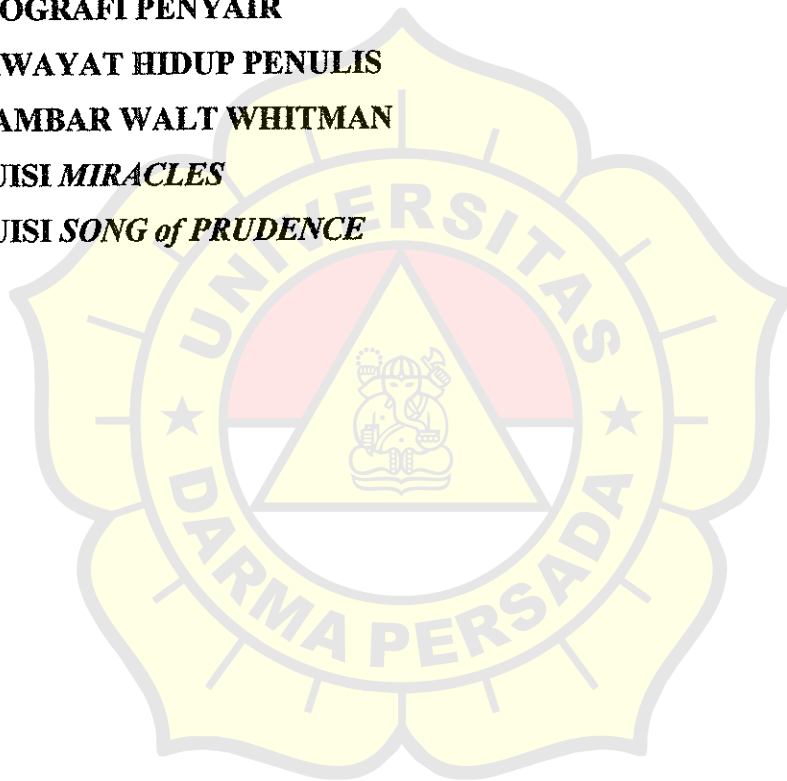 OGRAFI PENYAIR
WAYAT HIDUP PENULIS
AMBAR WALT WHITMAN
UISI MIRACLES
UISI SONG of PRUDENCE
UNIVERSITAS
DARMA PERSADA